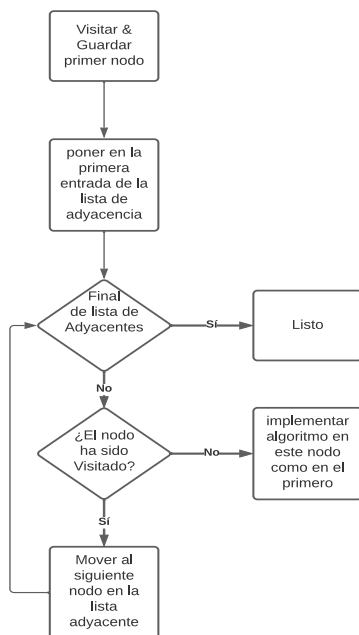 Visitar &
Guardar
primer nodo
poner en la
primera
entrada de la
lista de
adyacencia
Final
de lista de
Adyacentes
Sí
Listo
No
¿El nodo
ha sido
Visitado?
No
implementar
algoritmo en
este nodo
como en el
primero
Sí
Mover al
siguiente
nodo en la
lista
adyacente